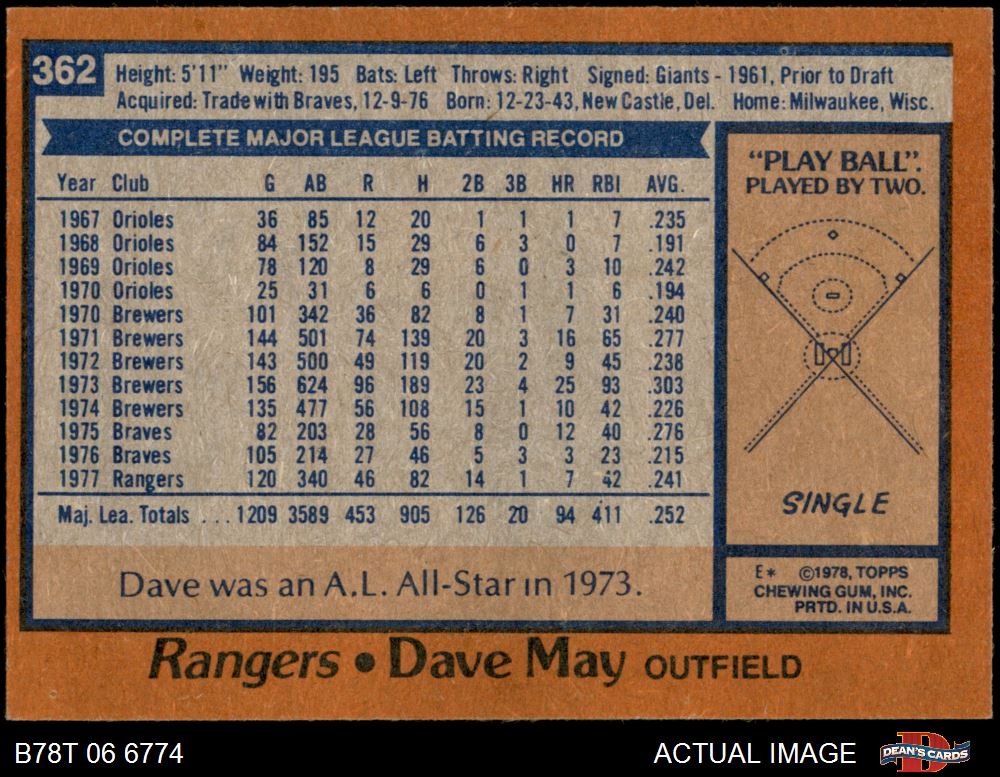 362
Height: 5'11" Weight: 195 Bats: Left Throws: Right Signed: Giants - 1961, Prior to Draft
Acquired: Trade with Braves, 12-9-76 Born: 12-23-43, New Castle, Del. Home: Milwaukee, Wisc.
COMPLETE MAJOR LEAGUE BATTING RECORD
Year Club G AB R H 2B 3B HR RBI AVG.
1967 Orioles 36 85 12 20 1 1 1 7 .235
1968 Orioles 84 152 15 29 6 3 0 7 .191
1969 Orioles 78 120 8 29 6 0 3 10 .242
1970 Orioles 25 31 6 6 0 1 1 6 .194
1970 Brewers 101 342 36 82 8 1 7 31 .240
1971 Brewers 144 501 74 139 20 3 16 65 .277
1972 Brewers 143 500 49 119 20 2 9 45 .238
1973 Brewers 156 624 96 189 23 4 25 93 .303
1974 Brewers 135 477 56 108 15 1 10 42 .226
1975 Braves 82 203 28 56 8 0 12 40 .276
1976 Braves 105 214 27 46 5 3 3 23 .215
1977 Rangers 120 340 46 82 14 1 7 42 .241
Maj. Lea. Totals ... 1209 3589 453 905 126 20 94 411 .252
Dave was an A.L. All-Star in 1973.
"PLAY BALL".
PLAYED BY TWO.
SINGLE
E* ©1978, TOPPS
CHEWING GUM, INC.
PRTD. IN U.S.A.
Rangers • Dave May OUTFIELD
B78T 06 6774
ACTUAL IMAGE
DEAN'S CARDS